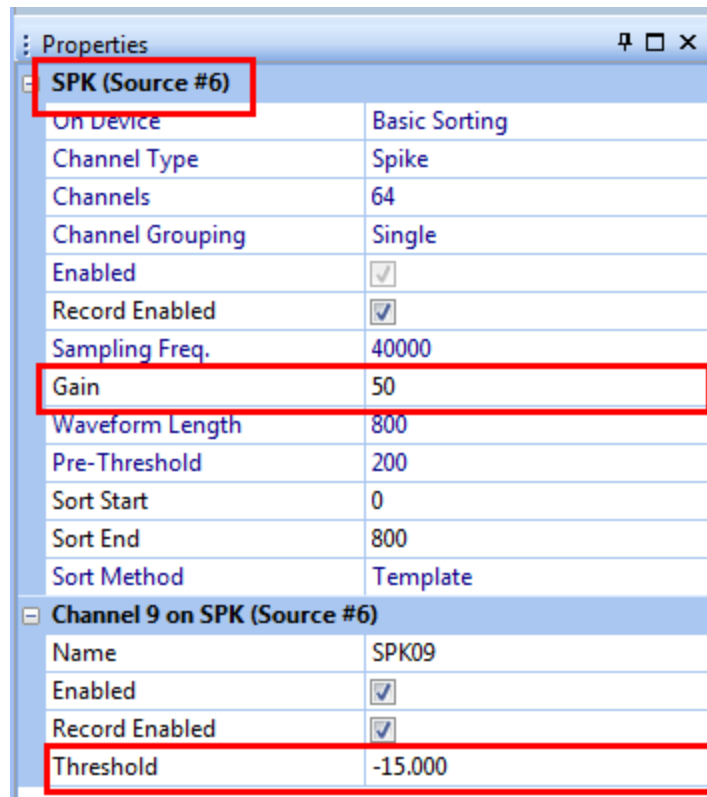 Properties
SPK (Source #6)
On Device Basic Sorting
Channel Type Spike
Channels 64
Channel Grouping Single
Enabled
Record Enabled
Sampling Freq. 40000
Gain 50
Waveform Length 800
Pre-Threshold 200
Sort Start 0
Sort End 800
Sort Method Template
Channel 9 on SPK (Source #6)
Name SPK09
Enabled
Record Enabled
Threshold -15.000